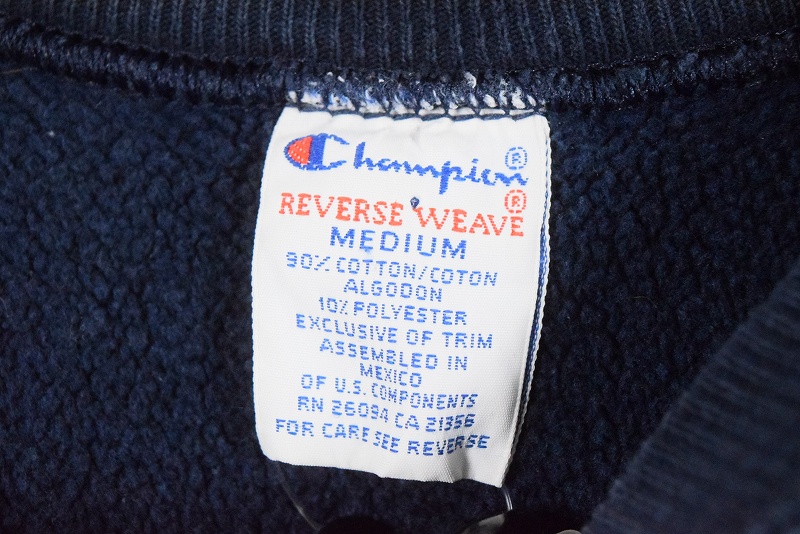 Champion®
REVERSE WEAVE®
MEDIUM
90% COTTON/COTON
ALGODON
10% POLYESTER
EXCLUSIVE OF TRIM
ASSEMBLED IN
MEXICO
OF U.S. COMPONENTS
RN 26094 CA 21356
FOR CARE SEE REVERSE